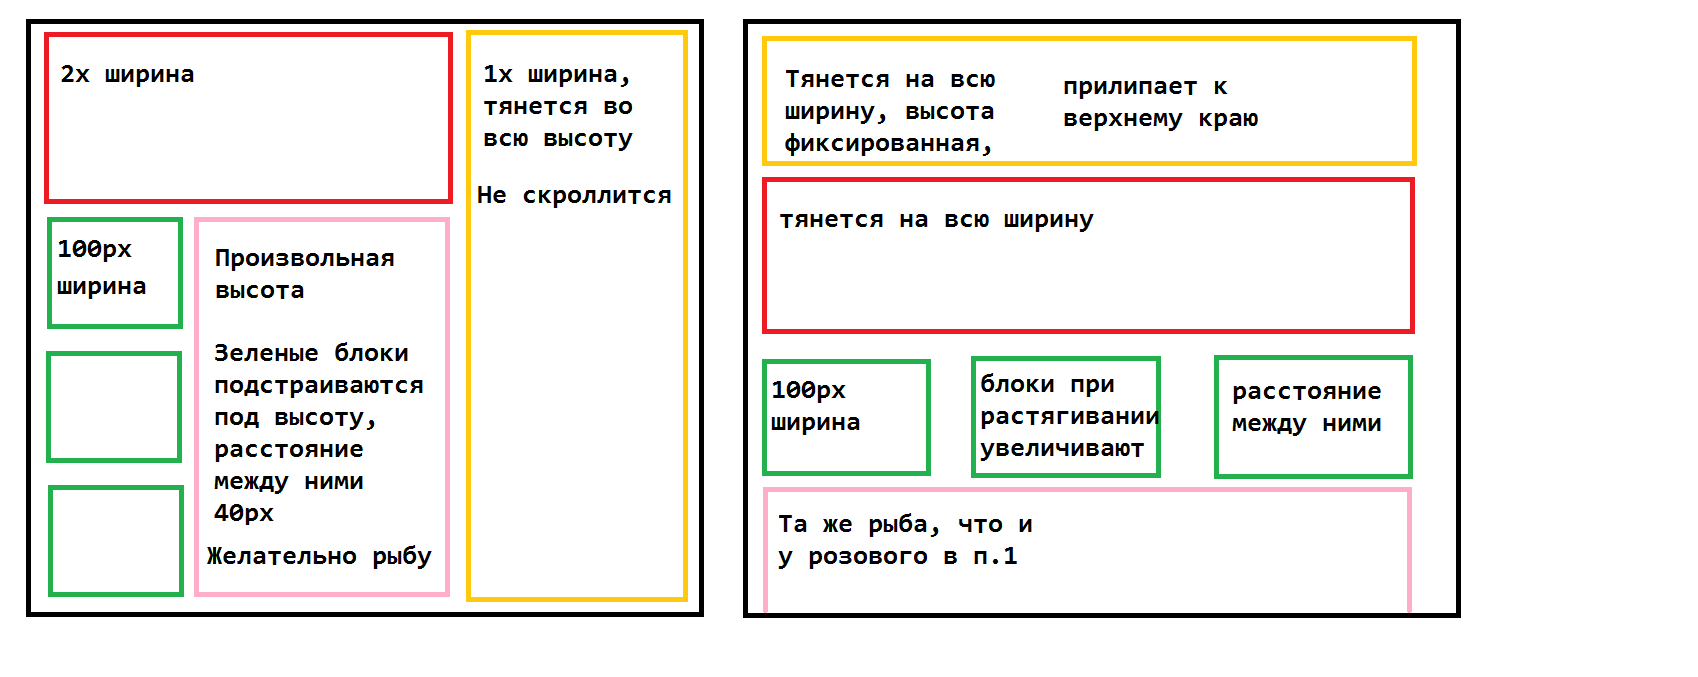 2х ширина
1х ширина,
тянется во
всю высоту
Не скроллится
100px
ширина
Произвольная
высота
Зеленые блоки
подстраиваются
под высоту,
расстояние
между ними
40px
Желательно рыбу
Тянется на всю
ширину, высота
фиксированная,
прилипает к
верхнему краю
тянется на всю ширину
100px
ширина
блоки при
растягивании
увеличивают
расстояние
между ними
Та же рыба, что и
у розового в п.1